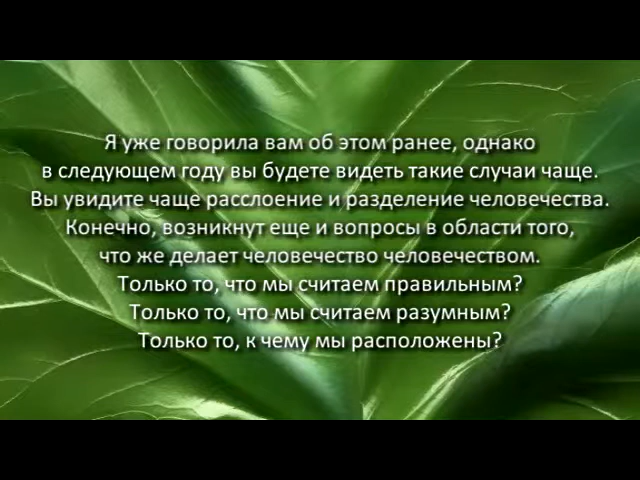 Я уже говорила вам об этом ранее, однако
в следующем году вы будете видеть такие случаи чаще.
Вы увидите чаще расслоение и разделение человечества.
Конечно, возникнут еще и вопросы в области того,
что же делает человечество человечеством.
Только то, что мы считаем правильным?
Только то, что мы считаем разумным?
Только то, к чему мы расположены?